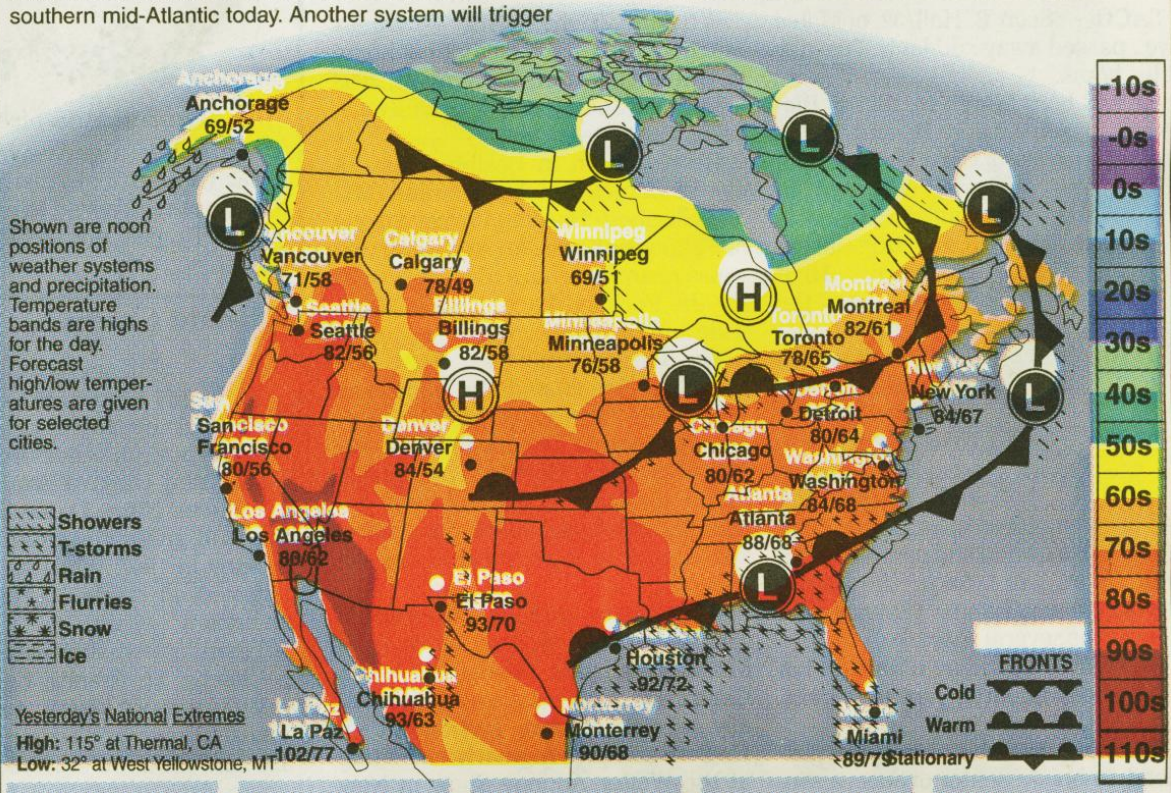 southern mid-Atlantic today. Another system will trigger
Anchorage
69/52
L
L
L
L
Shown are noon
positions of
weather systems
and precipitation.
Temperature
bands are highs
for the day.
Forecast
high/low temper-
atures are given
for selected
cities.
Vancouver
71/58
Calgary
78/49
Winnipeg
69/51
H
Montreal
82/61
Seattle
82/56
Billings
82/58
Minneapolis
76/58
Toronto
78/65
H
L
L
New York
84/67
Detroit
80/64
San
Francisco
80/56
Denver
84/54
Chicago
80/62
Washington
84/68
Los Angeles
80/62
Atlanta
88/68
L
El Paso
93/70
Houston
92/72
Chihuahua
93/63
La Paz
102/77
Monterrey
90/68
Miami
89/79
Showers
T-storms
Rain
Flurries
Snow
Ice
Yesterday's National Extremes
High: 115° at Thermal, CA
Low: 32° at West Yellowstone, MT
FRONTS
Cold
Warm
Stationary
-10s
-0s
0s
10s
20s
30s
40s
50s
60s
70s
80s
90s
100s
110s